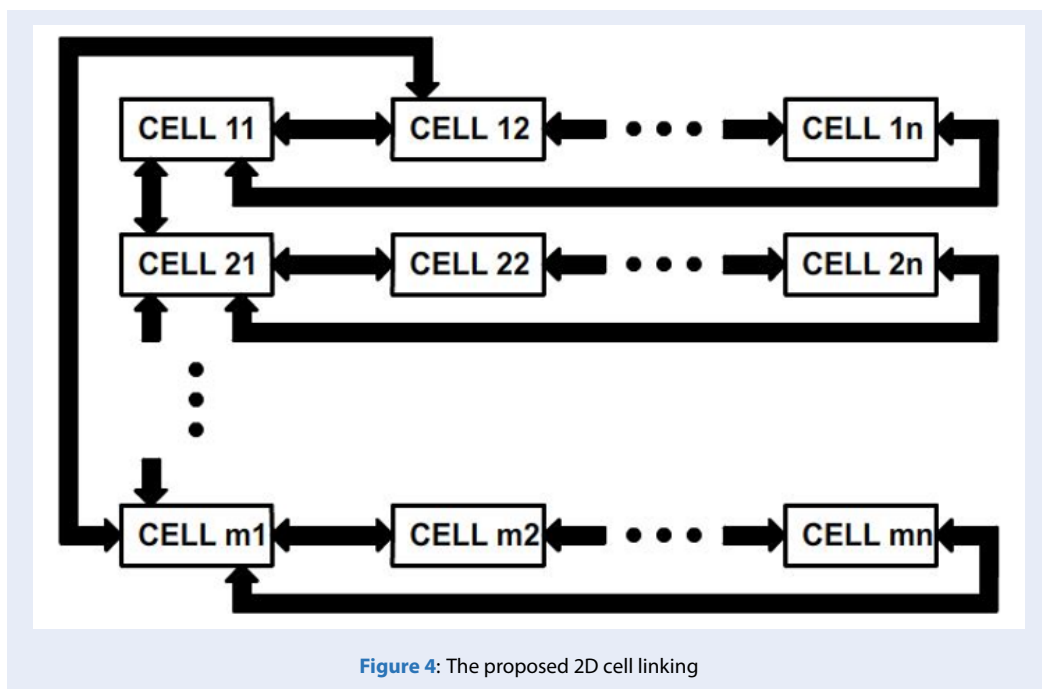 CELL 11 CELL 12 • • • CELL 1n
CELL 21 CELL 22 • • • CELL 2n
CELL m1 CELL m2 • • • CELL mn
Figure 4: The proposed 2D cell linking